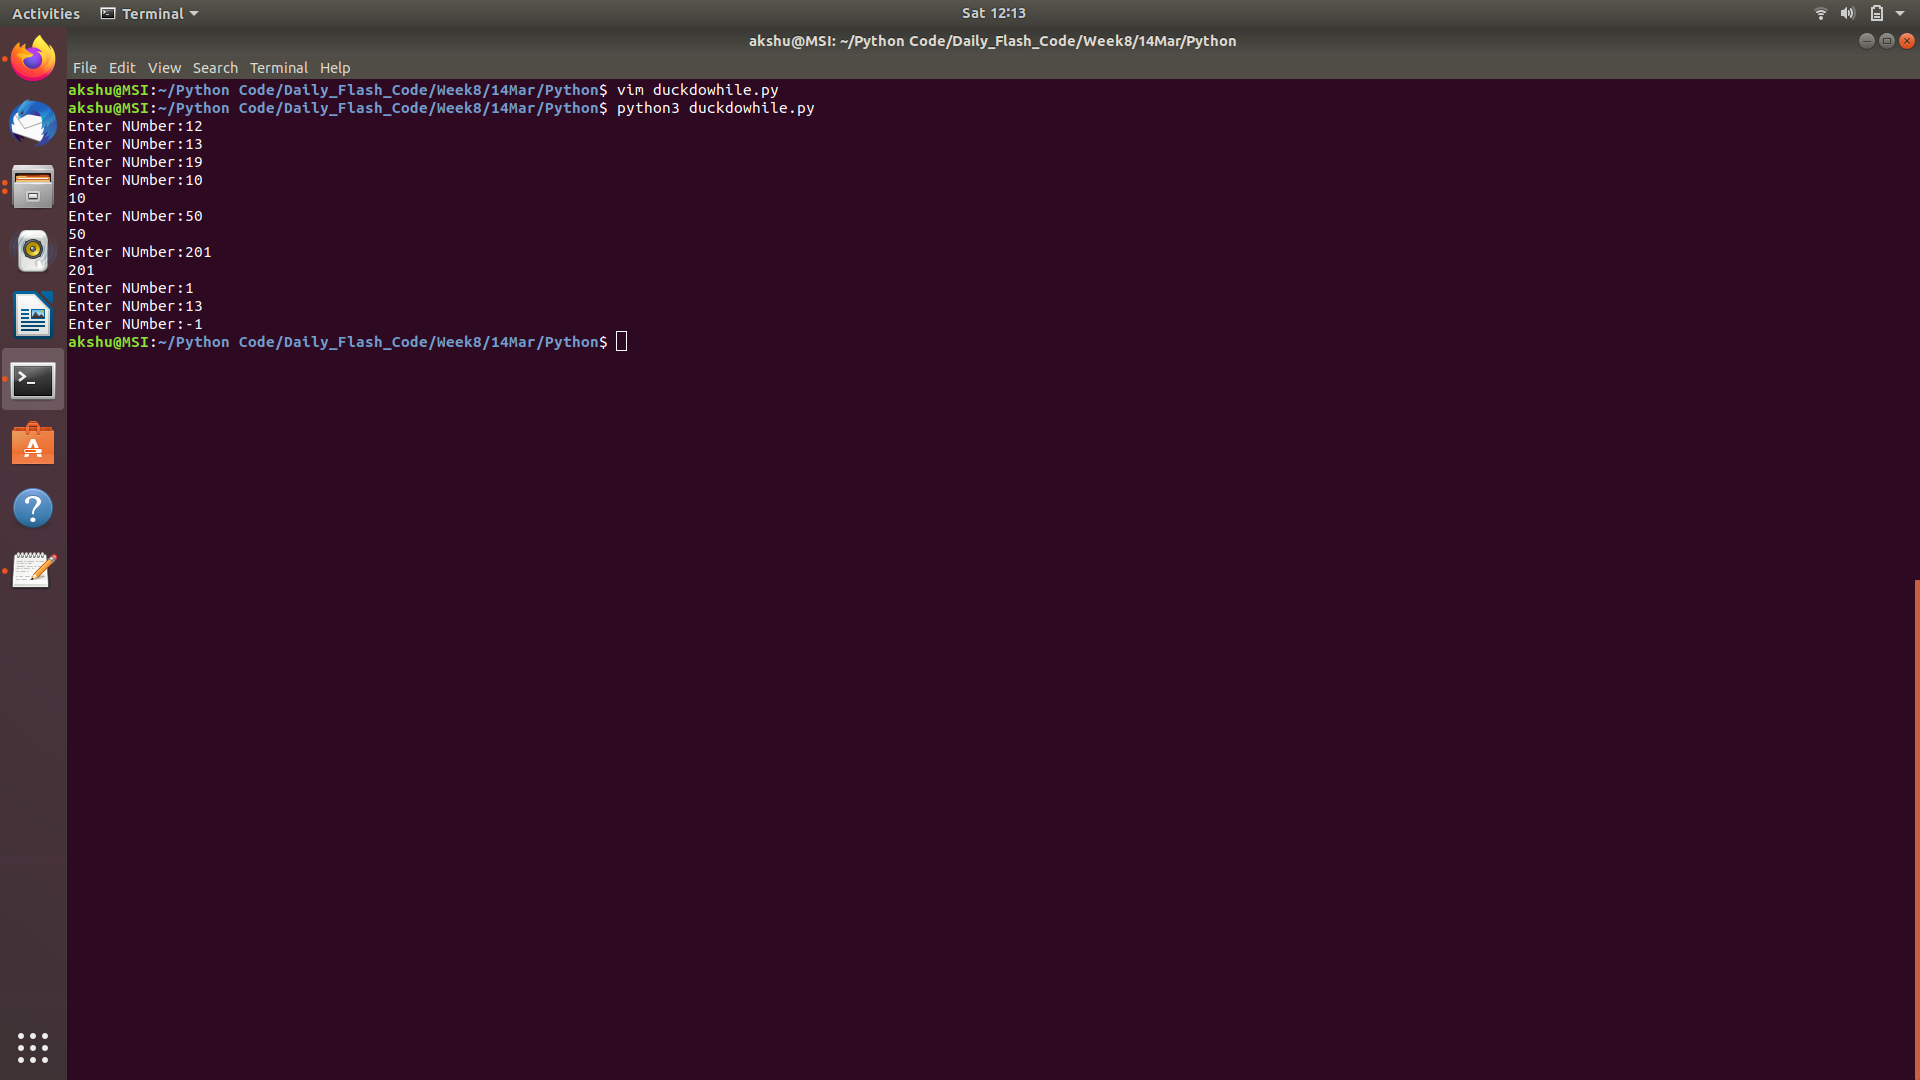 Activities Terminal Sat 12:13
akshu@MSI: ~/Python Code/Daily_Flash_Code/Week8/14Mar/Python
File Edit View Search Terminal Help
akshu@MSI:~/Python Code/Daily_Flash_Code/Week8/14Mar/Python$ vim duckdowhile.py
akshu@MSI:~/Python Code/Daily_Flash_Code/Week8/14Mar/Python$ python3 duckdowhile.py
Enter NUmber:12
Enter NUmber:13
Enter NUmber:19
Enter NUmber:10
10
Enter NUmber:50
50
Enter NUmber:201
201
Enter NUmber:1
Enter NUmber:13
Enter NUmber:-1
akshu@MSI:~/Python Code/Daily_Flash_Code/Week8/14Mar/Python$